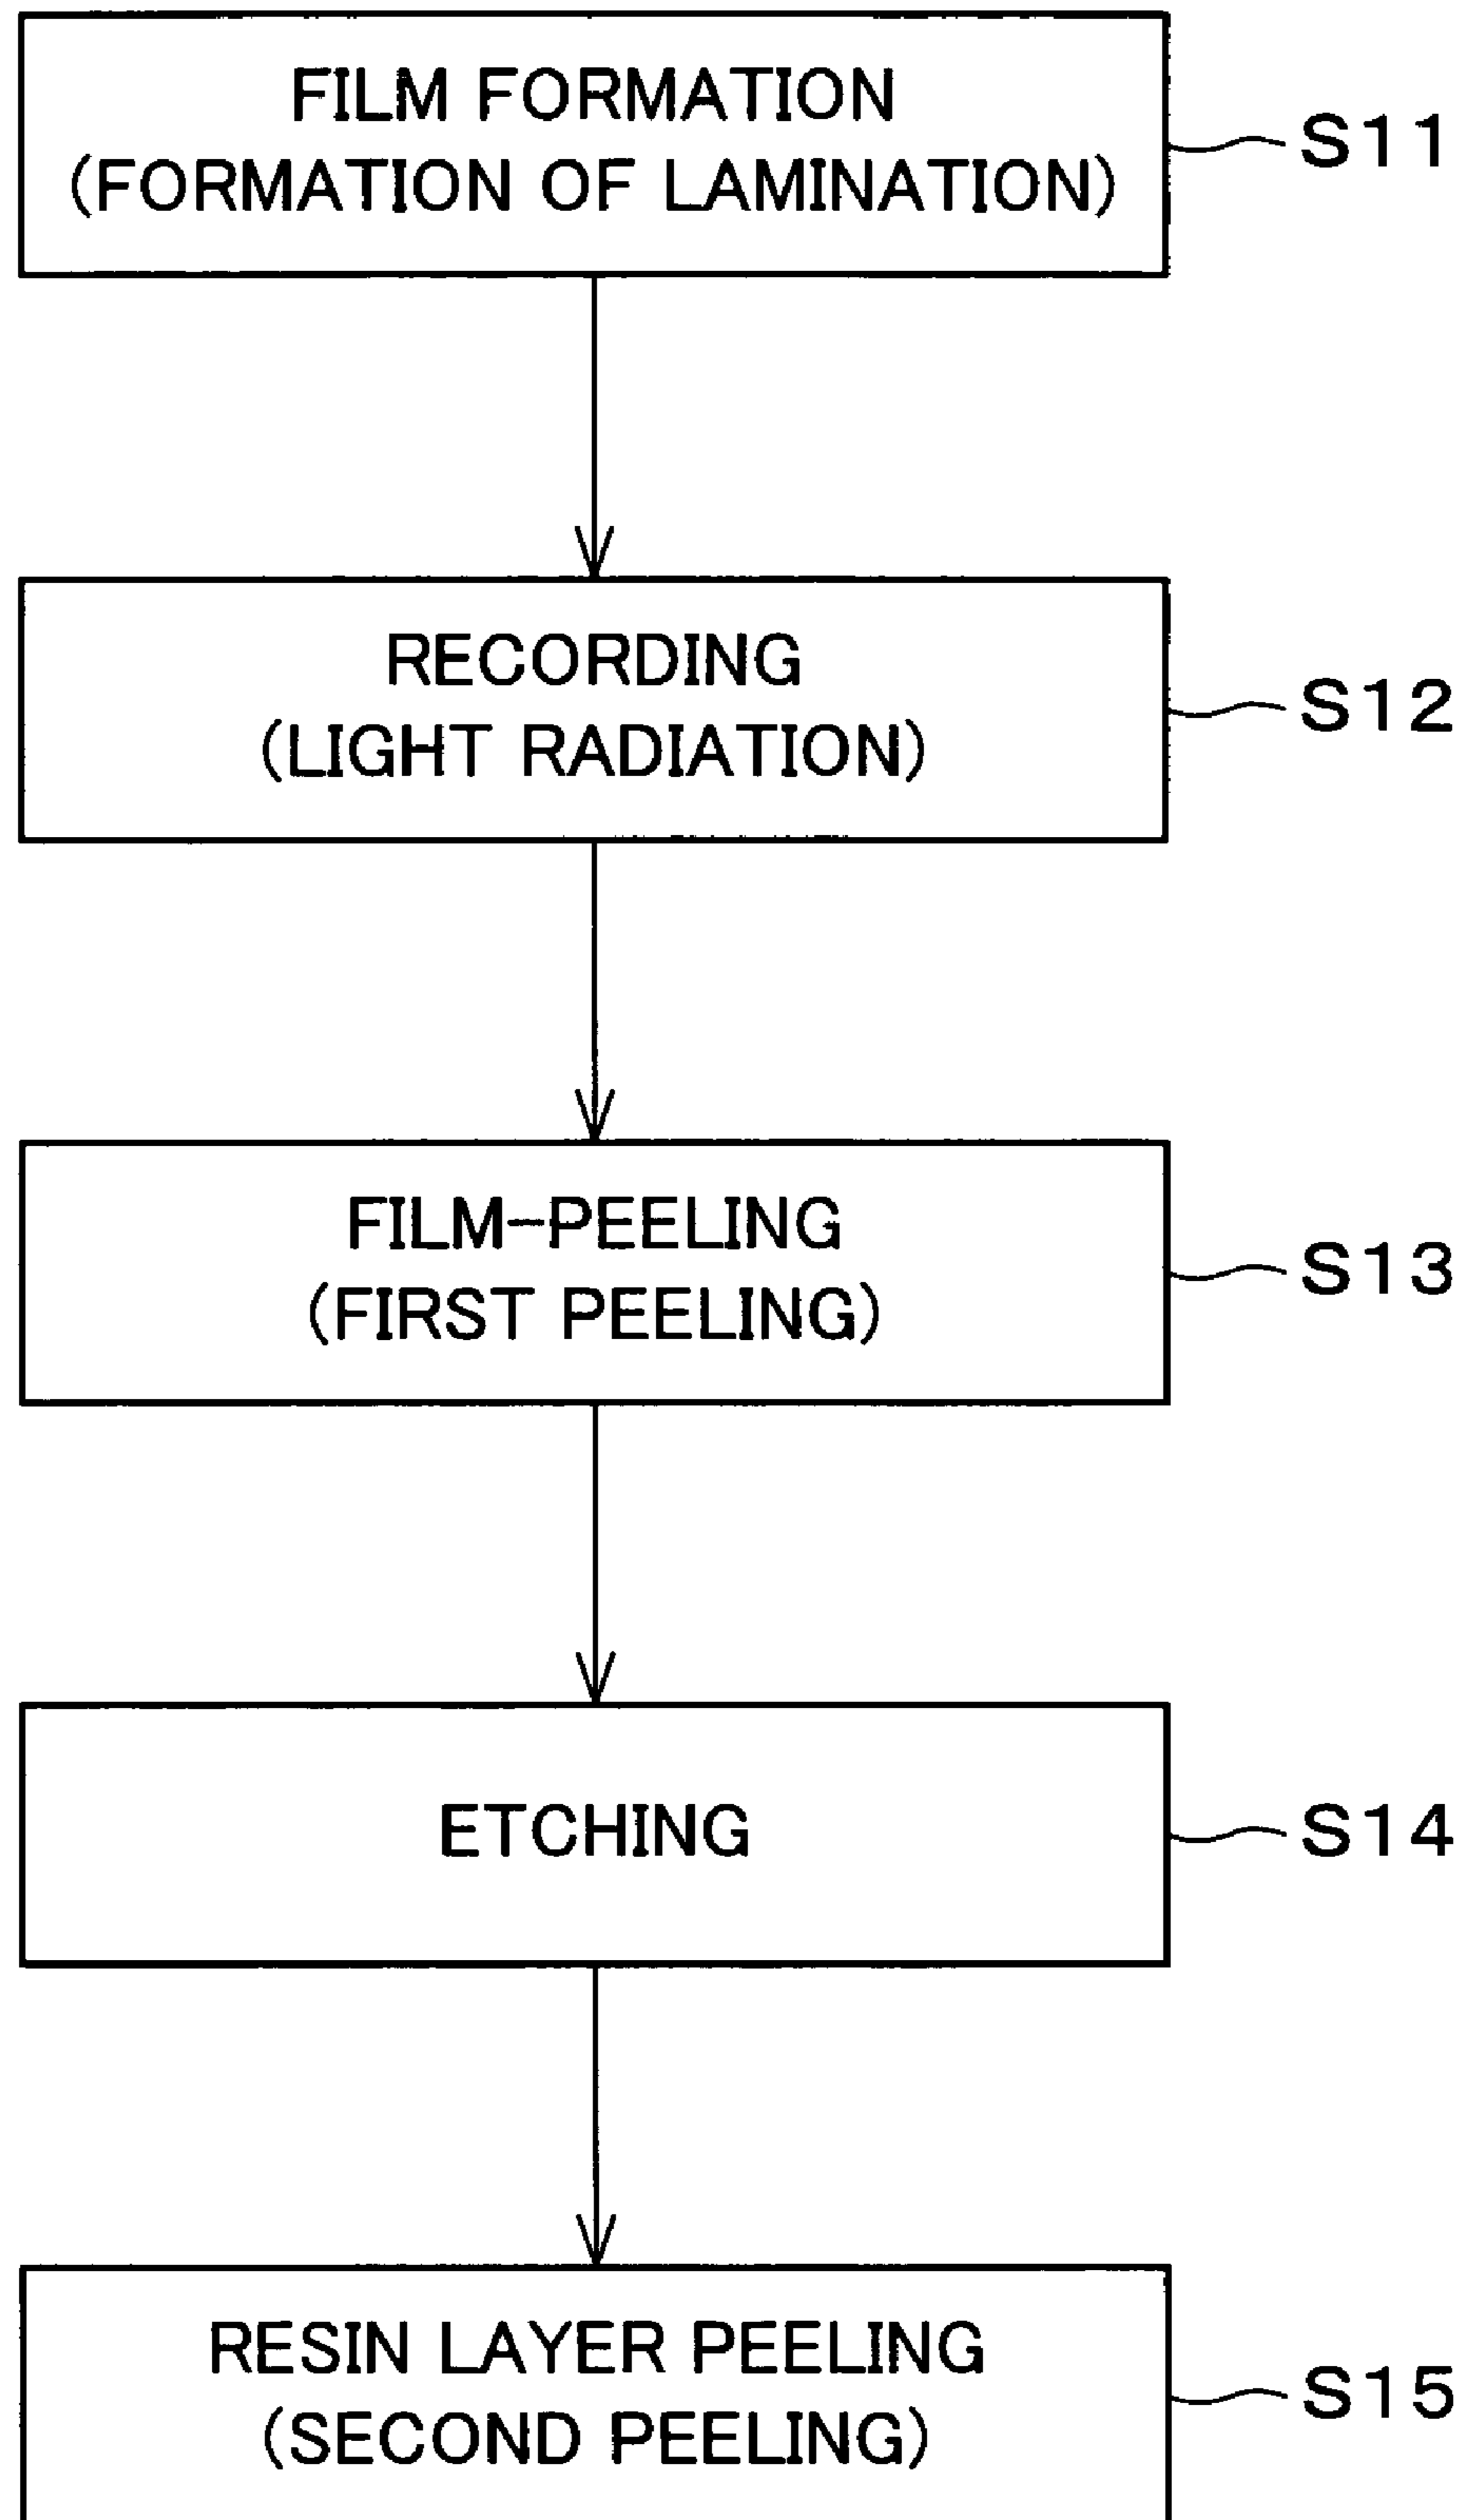 FILM FORMATION
(FORMATION OF LAMINATION)
S11
RECORDING
(LIGHT RADIATION)
S12
FILM-PEELING
(FIRST PEELING)
S13
ETCHING
S14
RESIN LAYER PEELING
(SECOND PEELING)
S15